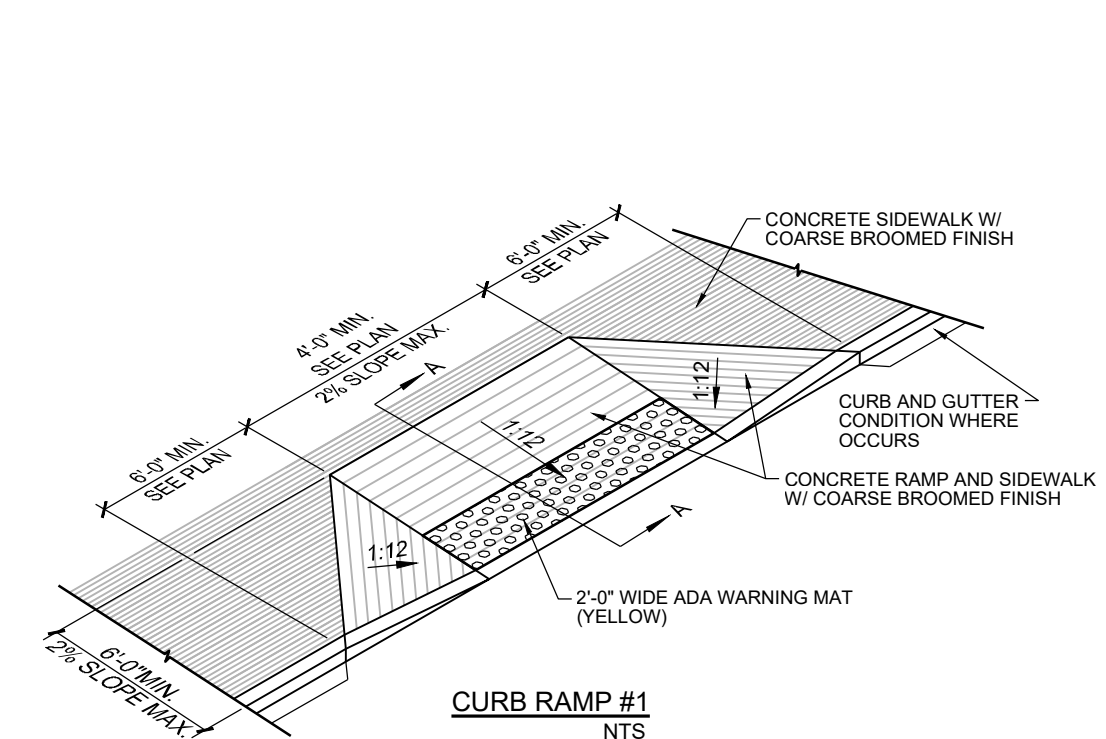 6'-0" MIN.
SEE PLAN
CONCRETE SIDEWALK W/
COARSE BROOMED FINISH
4'-0" MIN.
SEE PLAN
2% SLOPE MAX.
A
1:12
CURB AND GUTTER
CONDITION WHERE
OCCURS
6'-0" MIN.
SEE PLAN
1:12
CONCRETE RAMP AND SIDEWALK
W/ COARSE BROOMED FINISH
A
1:12
2'-0" WIDE ADA WARNING MAT
(YELLOW)
6'-0"MIN.
2% SLOPE MAX.
CURB RAMP #1
NTS